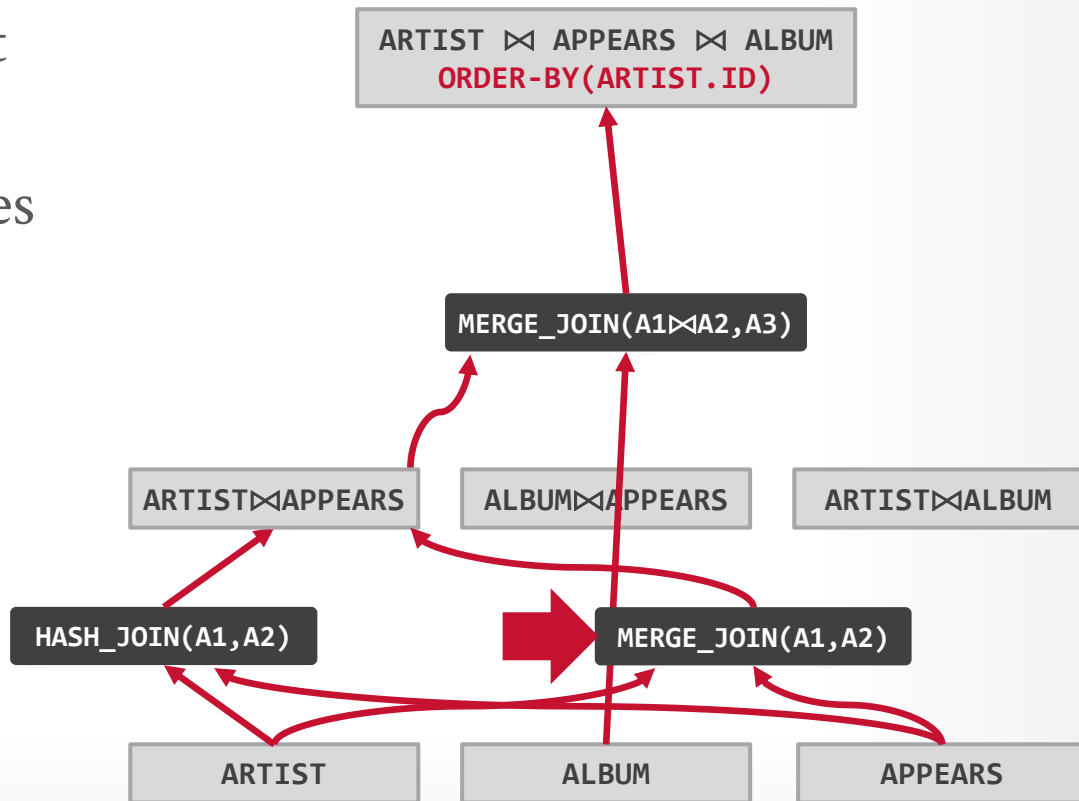 t
es
ARTIST ⋈ APPEARS ⋈ ALBUM
ORDER-BY(ARTIST.ID)
MERGE_JOIN(A1⋈A2,A3)
ARTIST⋈APPEARS
ALBUM⋈APPEARS
ARTIST⋈ALBUM
HASH_JOIN(A1,A2)
MERGE_JOIN(A1,A2)
ARTIST
ALBUM
APPEARS